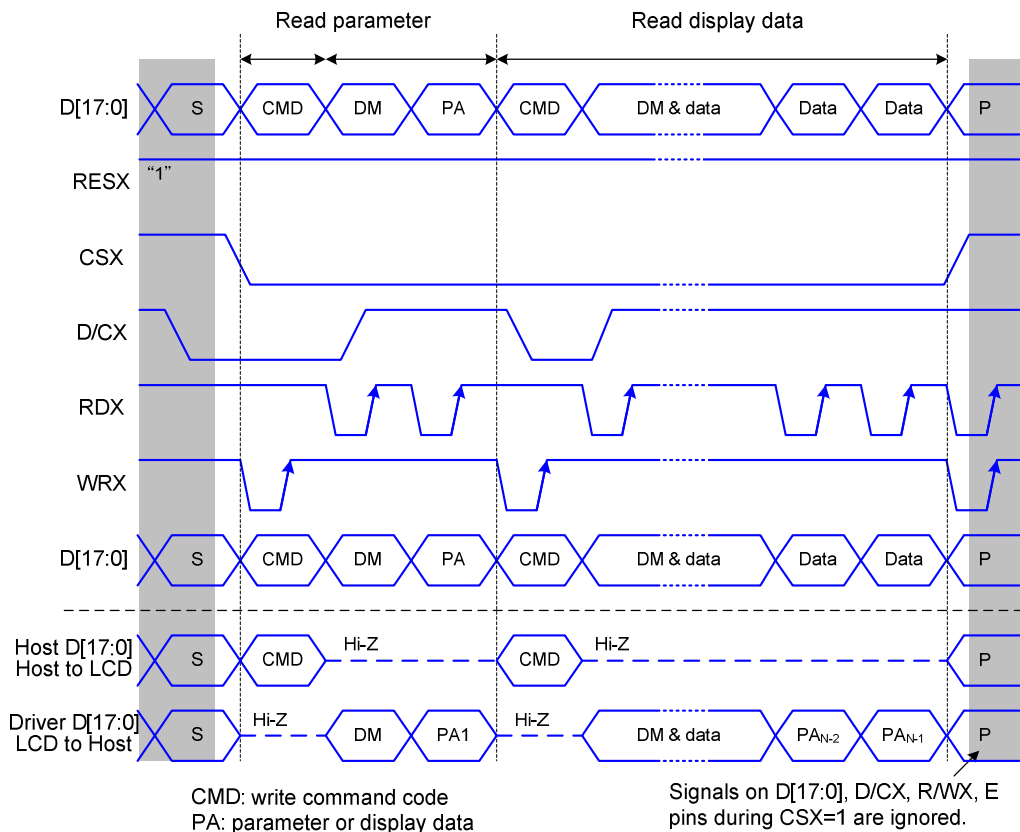 Read parameter Read display data
D[17:0] S CMD DM PA CMD DM & data Data Data P
RESX “1”
CSX
D/CX
RDX
WRX
D[17:0] S CMD DM PA CMD DM & data Data Data P
Host D[17:0]
Host to LCD S CMD Hi-Z CMD Hi-Z P
Driver D[17:0]
LCD to Host S Hi-Z DM PA1 Hi-Z DM & data PAN-2 PAN-1 P
CMD: write command code
PA: parameter or display data
Signals on D[17:0], D/CX, R/WX, E
pins during CSX=1 are ignored.